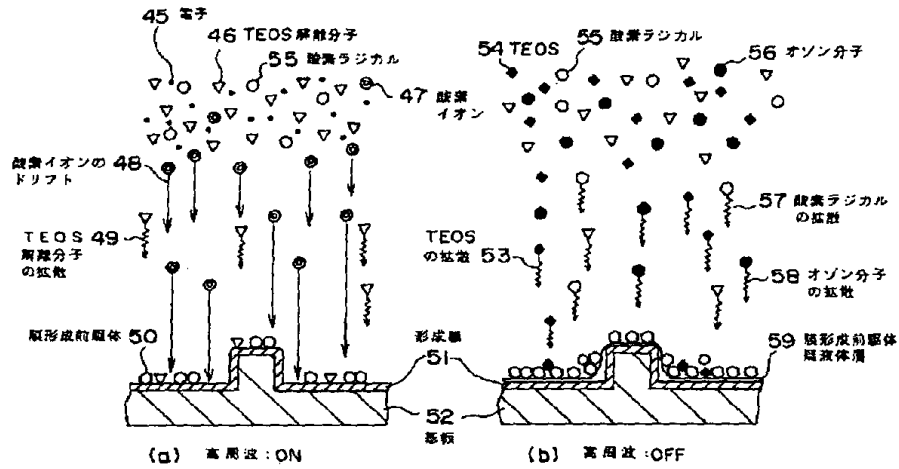 45 電子
46 TEOS解離分子
55 酸素ラジカル
47
酸素
イオン
酸素イオンの 48
ドリフト
TEOS 49
解離分子
の拡散
膜形成前駆体 50
形成膜
51
52
基板
(a) 高周波:ON
54 TEOS
55 酸素ラジカル
56 オゾン分子
57 酸素ラジカル
の拡散
TEOS
の拡散 53
58 オゾン分子
の拡散
59 膜形成前駆体
疑液体層
(b) 高周波:OFF